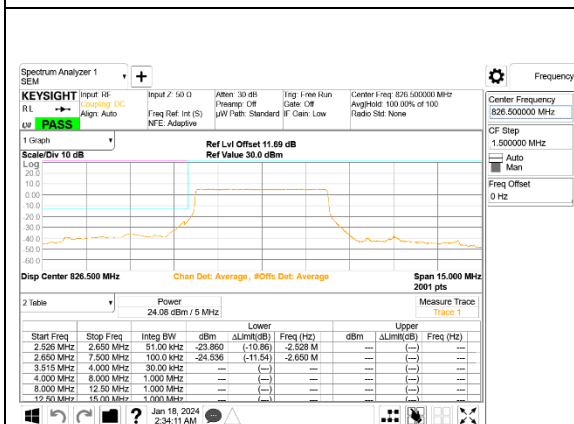 Spectrum Analyzer 1
SEM
+
Frequency
KEYSIGHT Input: RF Input Z: 50 Ω Atten: 30 dB Trig: Free Run Center Freq: 826.500000 MHz
RL Coupling: DC Preamp: Off Gate: Off Avg|Hold: 100.00% of 100
Align: Auto Freq Ref: Int (S) µW Path: Standard IF Gain: Low Radio Std: None
NFE: Adaptive
PASS
Center Frequency
826.500000 MHz
CF Step
1.500000 MHz
Auto
Man
Freq Offset
0 Hz
1 Graph
Ref Lvl Offset 11.69 dB
Scale/Div 10 dB Ref Value 30.0 dBm
Log
20.0
10.0
0.00
-10.0
-20.0
-30.0
-40.0
-50.0
-60.0
Disp Center 826.500 MHz Chan Det: Average, #Offs Det: Average Span 15.000 MHz
2001 pts
2 Table Power Measure Trace
24.08 dBm / 5 MHz Trace 1
Lower Upper
Start Freq Stop Freq Integ BW dBm ΔLimit(dB) Freq (Hz) dBm ΔLimit(dB) Freq (Hz)
2.526 MHz 2.650 MHz 51.00 kHz -23.860 (-10.86) -2.528 M --- (---) ---
2.650 MHz 7.500 MHz 100.0 kHz -24.536 (-11.54) -2.650 M --- (---) ---
3.515 MHz 4.000 MHz 30.00 kHz --- (---) --- --- (---) ---
4.000 MHz 8.000 MHz 1.000 MHz --- (---) --- --- (---) ---
8.000 MHz 12.50 MHz 1.000 MHz --- (---) --- --- (---) ---
12.50 MHz 15.00 MHz 1.000 MHz --- (---) --- --- (---) ---
? Jan 18, 2024
2:34:11 AM